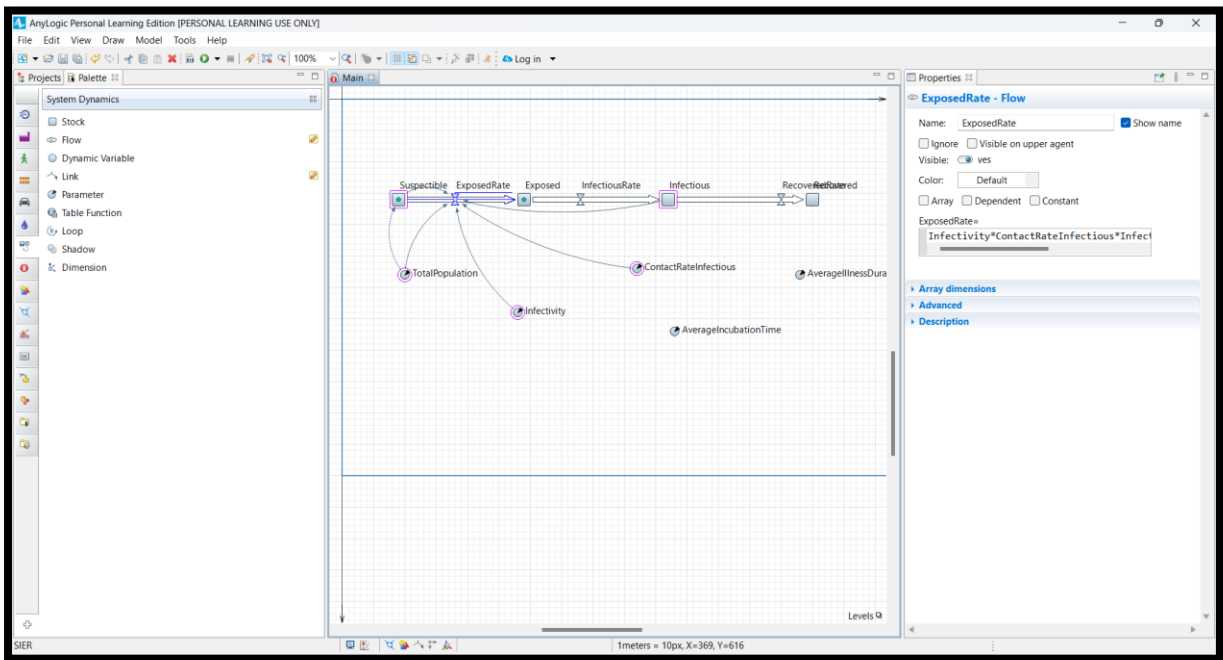 AnyLogic Personal Learning Edition [PERSONAL LEARNING USE ONLY]
File Edit View Draw Model Tools Help
100%
Log in
Projects Palette
System Dynamics
Stock
Flow
Dynamic Variable
Link
Parameter
Table Function
Loop
Shadow
Dimension
Main
Suspectible ExposedRate Exposed InfectiousRate Infectious
TotalPopulation
ContactRateInfectious
AverageIllnessDura
Infectivity
AverageIncubationTime
Levels
Properties
ExposedRate - Flow
Name: ExposedRate Show name
Ignore Visible on upper agent
Visible: yes
Color: Default
Array Dependent Constant
ExposedRate=
Infectivity*ContactRateInfectious*Infect
Array dimensions
Advanced
Description
SIER
1meters = 10px, X=369, Y=616